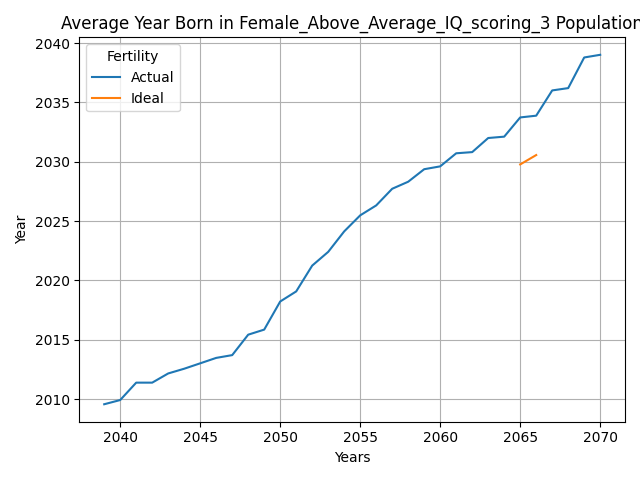 Average Year Born in Female_Above_Average_IQ_scoring_3 Population
Fertility
Actual
Ideal
2040
2035
2030
2025
2020
2015
2010
Year
2040 2045 2050 2055 2060 2065 2070
Years